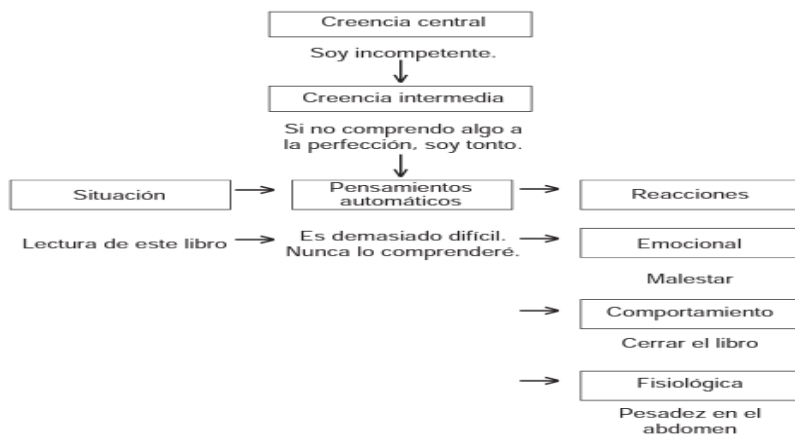 Creencia central
Soy incompetente.
Creencia intermedia
Si no comprendo algo a
la perfección, soy tonto.
Situación
Pensamientos
automáticos
Reacciones
Lectura de este libro
Es demasiado difícil.
Nunca lo comprenderé.
Emocional
Malestar
Comportamiento
Cerrar el libro
Fisiológica
Pesadez en el
abdomen